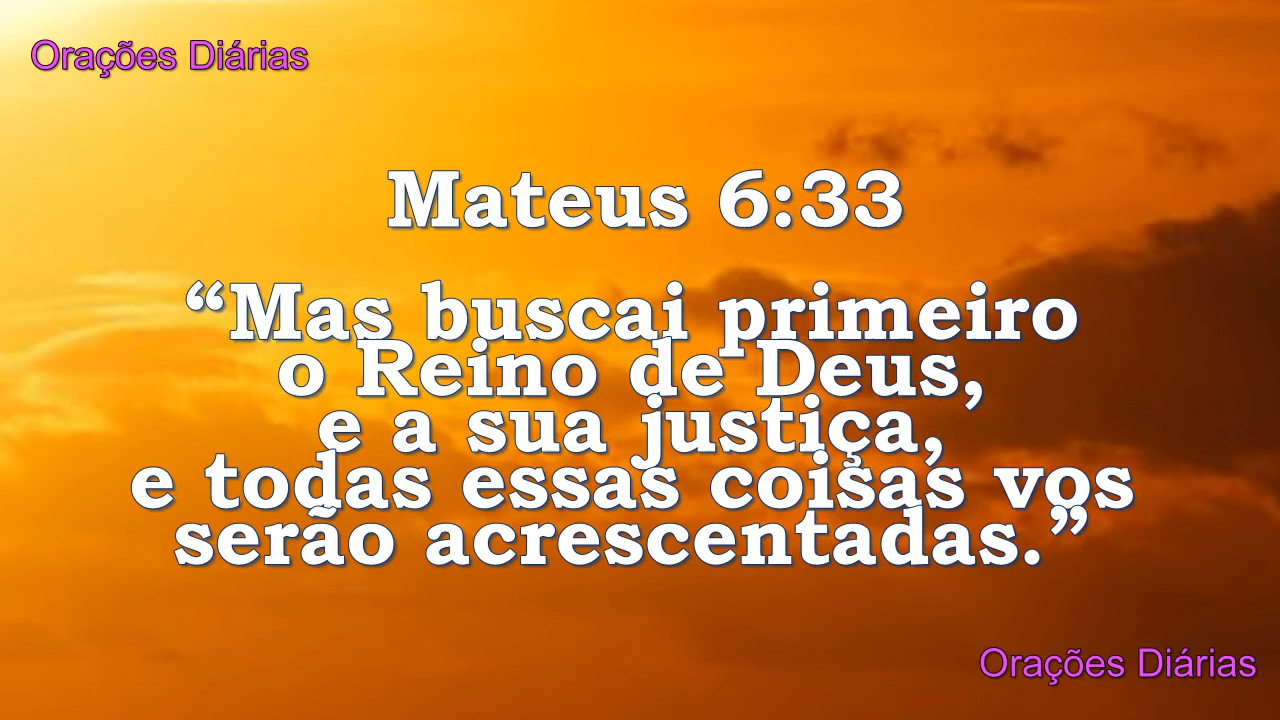 Orações Diárias
Mateus 6:33
“Mas buscai primeiro
o Reino de Deus,
e a sua justiça,
e todas essas coisas vos
serão acrescentadas.”
Orações Diárias